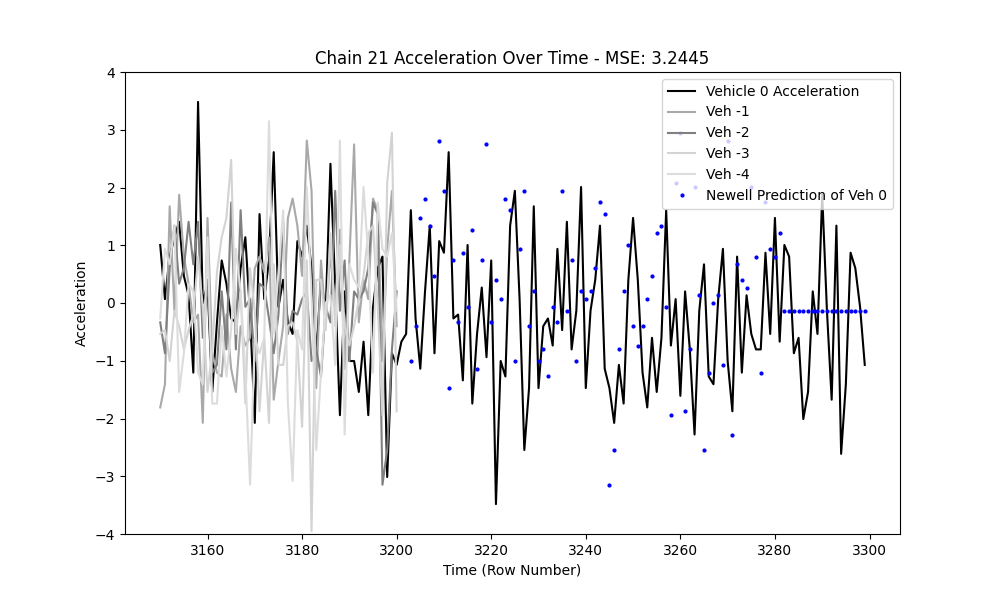 Chain 21 Acceleration Over Time - MSE: 3.2445
4
3
2
1
0
−1
−2
−3
−4
Acceleration
Vehicle 0 Acceleration
Veh -1
Veh -2
Veh -3
Veh -4
Newell Prediction of Veh 0
3160 3180 3200 3220 3240 3260 3280 3300
Time (Row Number)